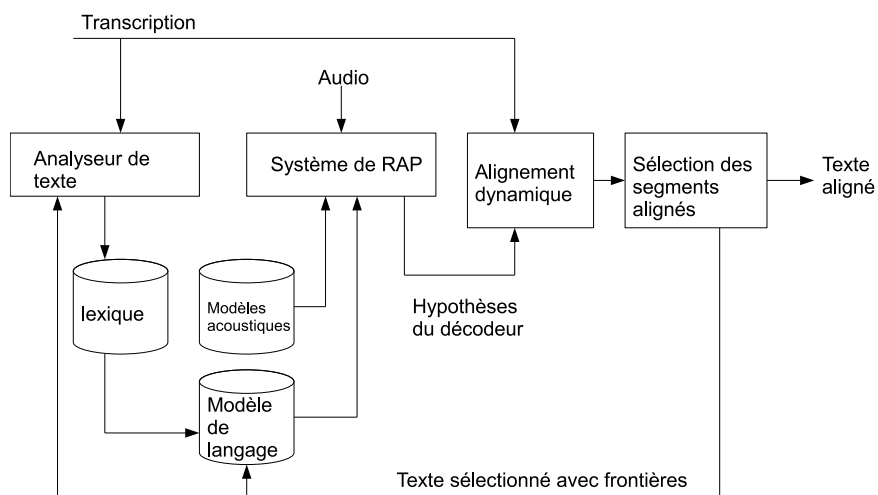 Transcription
Audio
Analyseur de
texte
Système de RAP
Alignement
dynamique
Sélection des
segments
alignés
Texte
aligné
lexique
Modèles
acoustiques
Hypothèses
du décodeur
Modèle
de
langage
Texte sélectionné avec frontières